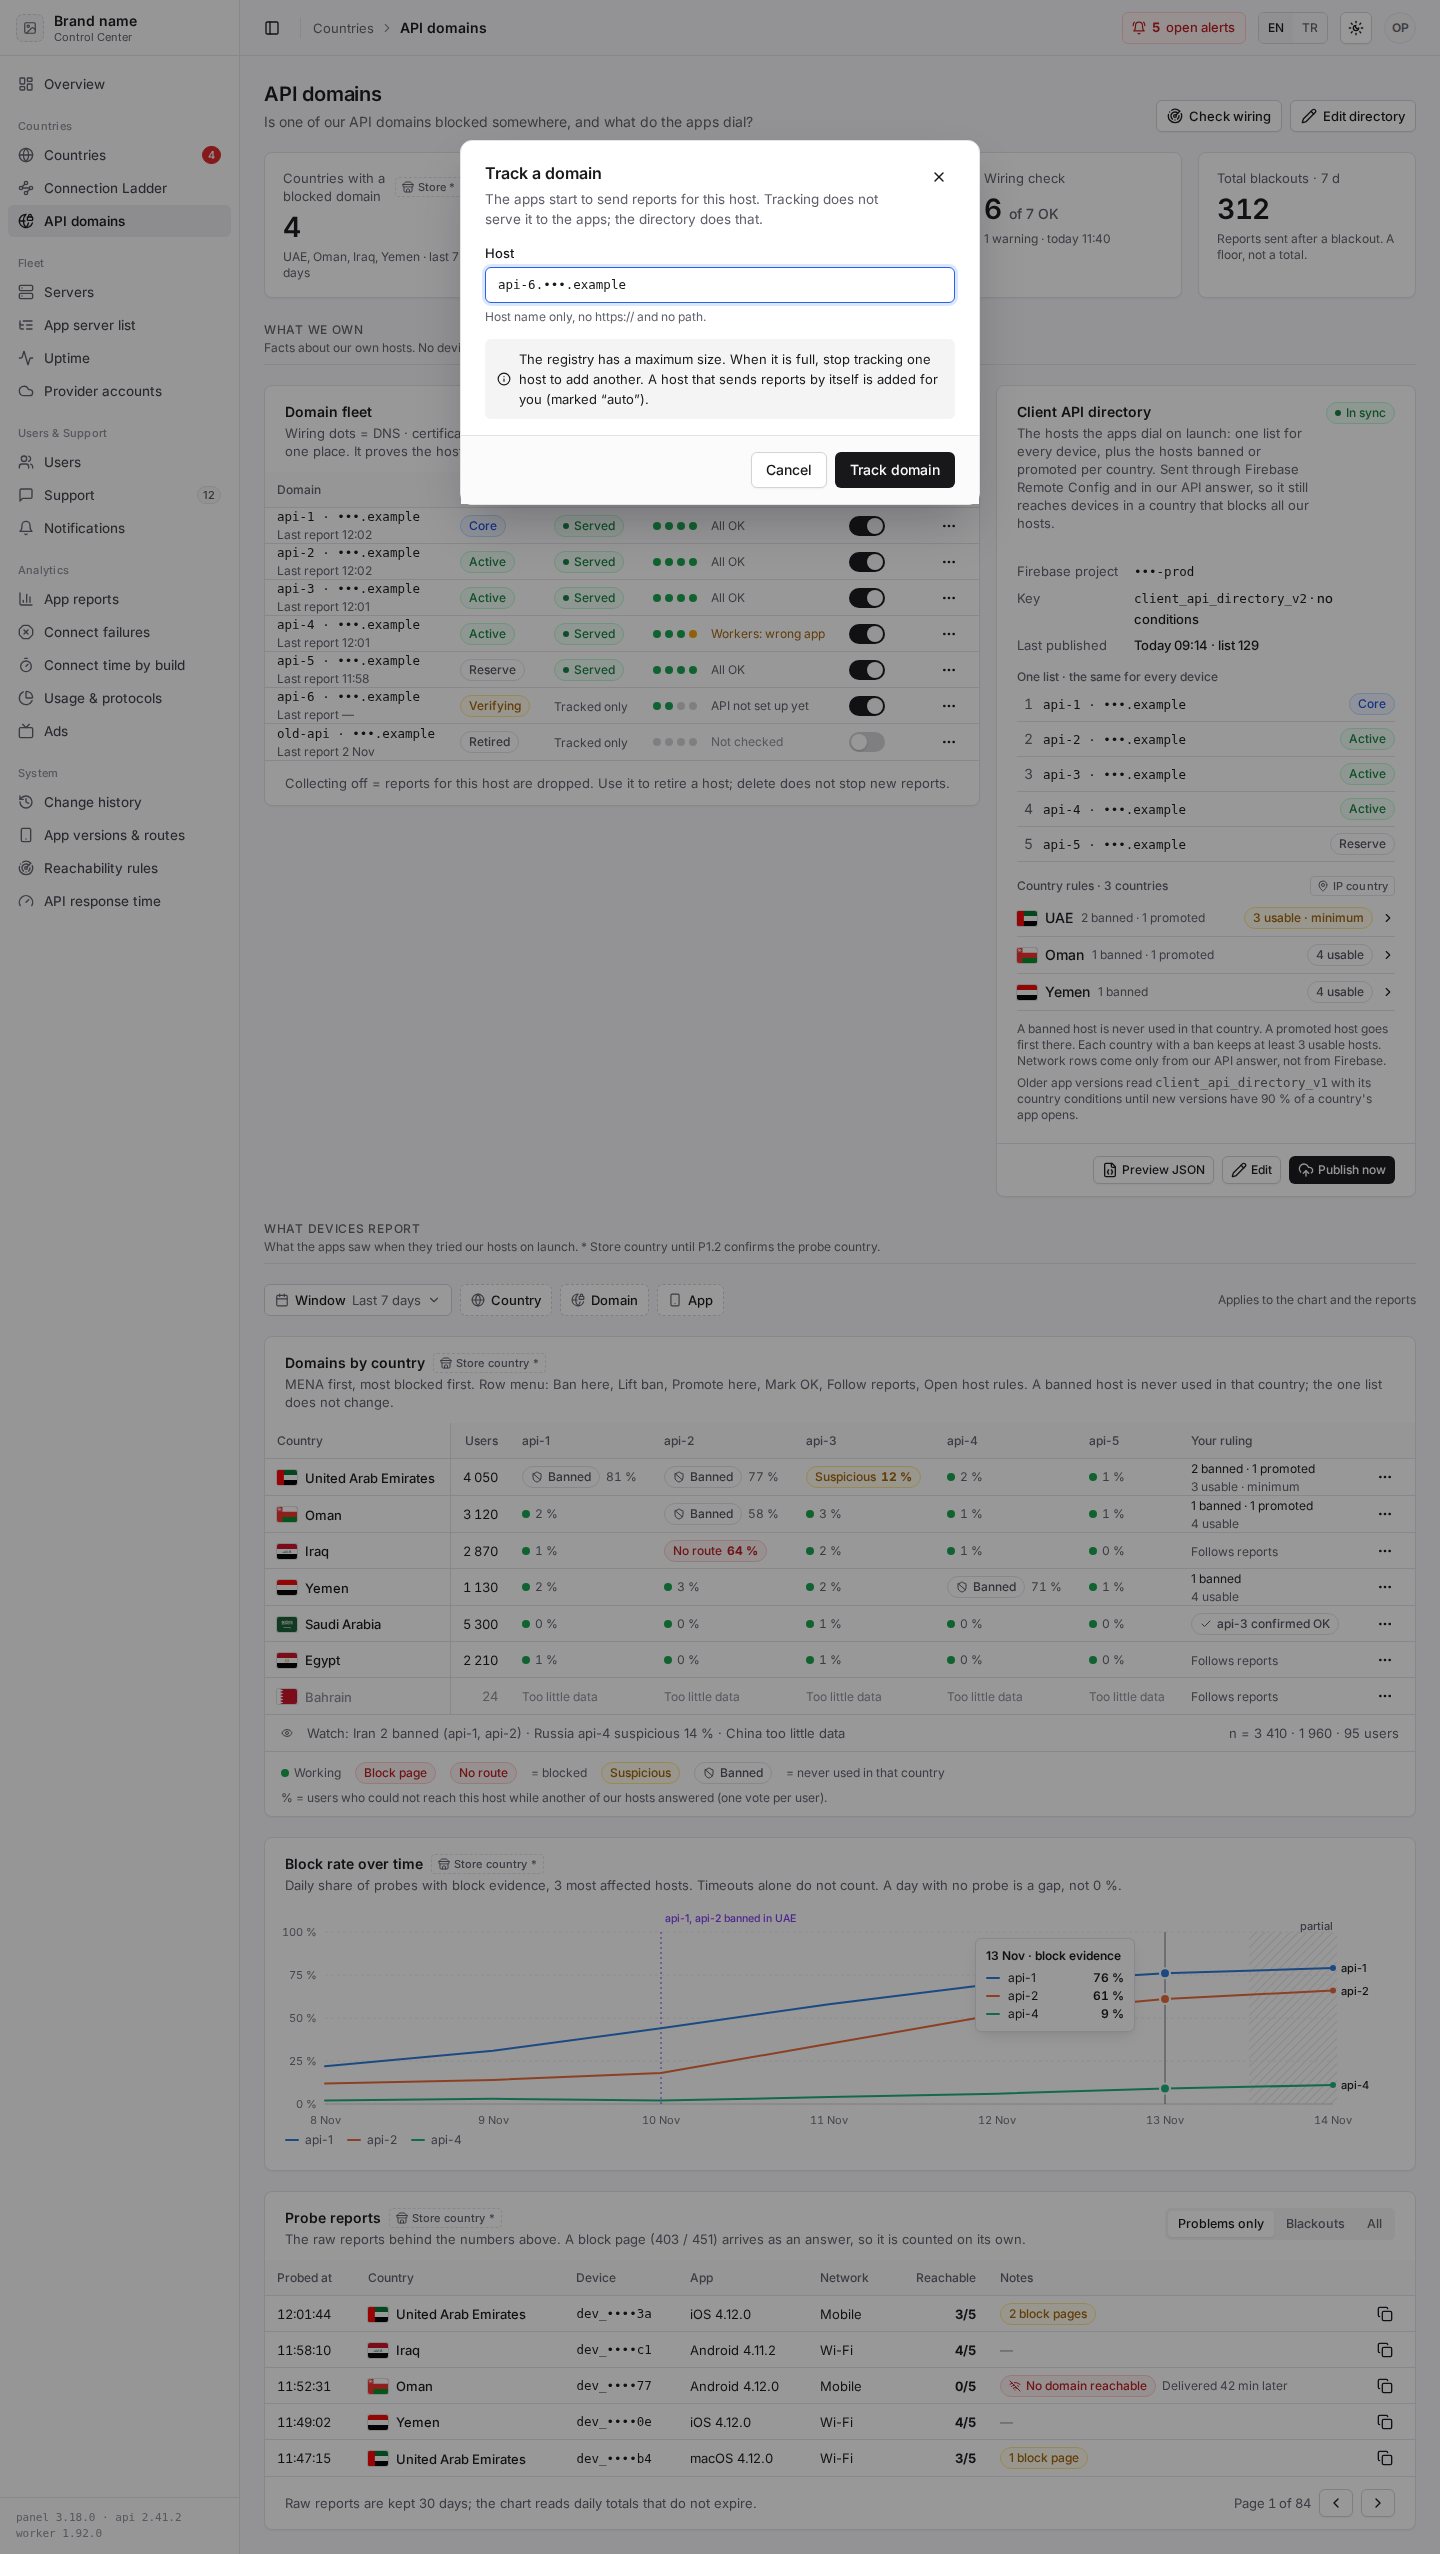 Brand name
Control Center
Countries
API domains
5 open alerts
EN
TR
OP
Overview
Countries
Countries
4
Connection Ladder
API domains
Fleet
Servers
App server list
Uptime
Provider accounts
Users & Support
Users
Support
12
Notifications
Analytics
App reports
Connect failures
Connect time by build
Usage & protocols
Ads
System
Change history
App versions & routes
Reachability rules
API response time
panel 3.18.0 · api 2.41.2
worker 1.92.0
API domains
Is one of our API domains blocked somewhere, and what do the apps dial?
Check wiring
Edit directory
Countries with a
blocked domain
Store *
4
UAE, Oman, Iraq, Yemen · last 7
days
Wiring check
6 of 7 OK
1 warning · today 11:40
Total blackouts · 7 d
312
Reports sent after a blackout. A
floor, not a total.
Track a domain
The apps start to send reports for this host. Tracking does not
serve it to the apps; the directory does that.
Host
api-6.•••.example
Host name only, no https:// and no path.
The registry has a maximum size. When it is full, stop tracking one
host to add another. A host that sends reports by itself is added for
you (marked “auto”).
Cancel
Track domain
WHAT WE OWN
Facts about our own hosts. No devi
Domain fleet
Wiring dots = DNS · certifica
one place. It proves the host
Domain
api-1 · •••.example
Last report 12:02
Core
Served
All OK
api-2 · •••.example
Last report 12:02
Active
Served
All OK
api-3 · •••.example
Last report 12:01
Active
Served
All OK
api-4 · •••.example
Last report 12:01
Active
Served
Workers: wrong app
api-5 · •••.example
Last report 11:58
Reserve
Served
All OK
api-6 · •••.example
Last report —
Verifying
Tracked only
API not set up yet
old-api · •••.example
Last report 2 Nov
Retired
Tracked only
Not checked
Collecting off = reports for this host are dropped. Use it to retire a host; delete does not stop new reports.
Client API directory
In sync
The hosts the apps dial on launch: one list for
every device, plus the hosts banned or
promoted per country. Sent through Firebase
Remote Config and in our API answer, so it still
reaches devices in a country that blocks all our
hosts.
Firebase project
•••-prod
Key
client_api_directory_v2 · no
conditions
Last published
Today 09:14 · list 129
One list · the same for every device
1 api-1 · •••.example Core
2 api-2 · •••.example Active
3 api-3 · •••.example Active
4 api-4 · •••.example Active
5 api-5 · •••.example Reserve
Country rules · 3 countries
IP country
UAE 2 banned · 1 promoted 3 usable · minimum
Oman 1 banned · 1 promoted 4 usable
Yemen 1 banned 4 usable
A banned host is never used in that country. A promoted host goes
first there. Each country with a ban keeps at least 3 usable hosts.
Network rows come only from our API answer, not from Firebase.
Older app versions read client_api_directory_v1 with its
country conditions until new versions have 90 % of a country's
app opens.
Preview JSON
Edit
Publish now
WHAT DEVICES REPORT
What the apps saw when they tried our hosts on launch. * Store country until P1.2 confirms the probe country.
Window Last 7 days
Country
Domain
App
Applies to the chart and the reports
Domains by country
Store country *
MENA first, most blocked first. Row menu: Ban here, Lift ban, Promote here, Mark OK, Follow reports, Open host rules. A banned host is never used in that country; the one list
does not change.
Country Users api-1 api-2 api-3 api-4 api-5 Your ruling
United Arab Emirates 4 050 Banned 81 % Banned 77 % Suspicious 12 % 2 % 1 % 2 banned · 1 promoted
3 usable · minimum
Oman 3 120 2 % Banned 58 % 3 % 1 % 1 % 1 banned · 1 promoted
4 usable
Iraq 2 870 1 % No route 64 % 2 % 1 % 0 % Follows reports
Yemen 1 130 2 % 3 % 2 % Banned 71 % 1 % 1 banned
4 usable
Saudi Arabia 5 300 0 % 0 % 1 % 0 % 0 % api-3 confirmed OK
Egypt 2 210 1 % 0 % 1 % 0 % 0 % Follows reports
Bahrain 24 Too little data Too little data Too little data Too little data Too little data Follows reports
Watch: Iran 2 banned (api-1, api-2) · Russia api-4 suspicious 14 % · China too little data
n = 3 410 · 1 960 · 95 users
Working Block page No route = blocked Suspicious Banned = never used in that country
% = users who could not reach this host while another of our hosts answered (one vote per user).
Block rate over time
Store country *
Daily share of probes with block evidence, 3 most affected hosts. Timeouts alone do not count. A day with no probe is a gap, not 0 %.
api-1, api-2 banned in UAE
partial
100 %
75 %
50 %
25 %
0 %
13 Nov · block evidence
api-1 76 %
api-2 61 %
api-4 9 %
api-1
api-2
api-4
8 Nov 9 Nov 10 Nov 11 Nov 12 Nov 13 Nov 14 Nov
api-1 api-2 api-4
Probe reports
Store country *
The raw reports behind the numbers above. A block page (403 / 451) arrives as an answer, so it is counted on its own.
Problems only
Blackouts
All
Probed at Country Device App Network Reachable Notes
12:01:44 United Arab Emirates dev_••••3a iOS 4.12.0 Mobile 3/5 2 block pages
11:58:10 Iraq dev_••••c1 Android 4.11.2 Wi-Fi 4/5 —
11:52:31 Oman dev_••••77 Android 4.12.0 Mobile 0/5 No domain reachable Delivered 42 min later
11:49:02 Yemen dev_••••0e iOS 4.12.0 Wi-Fi 4/5 —
11:47:15 United Arab Emirates dev_••••b4 macOS 4.12.0 Wi-Fi 3/5 1 block page
Raw reports are kept 30 days; the chart reads daily totals that do not expire.
Page 1 of 84